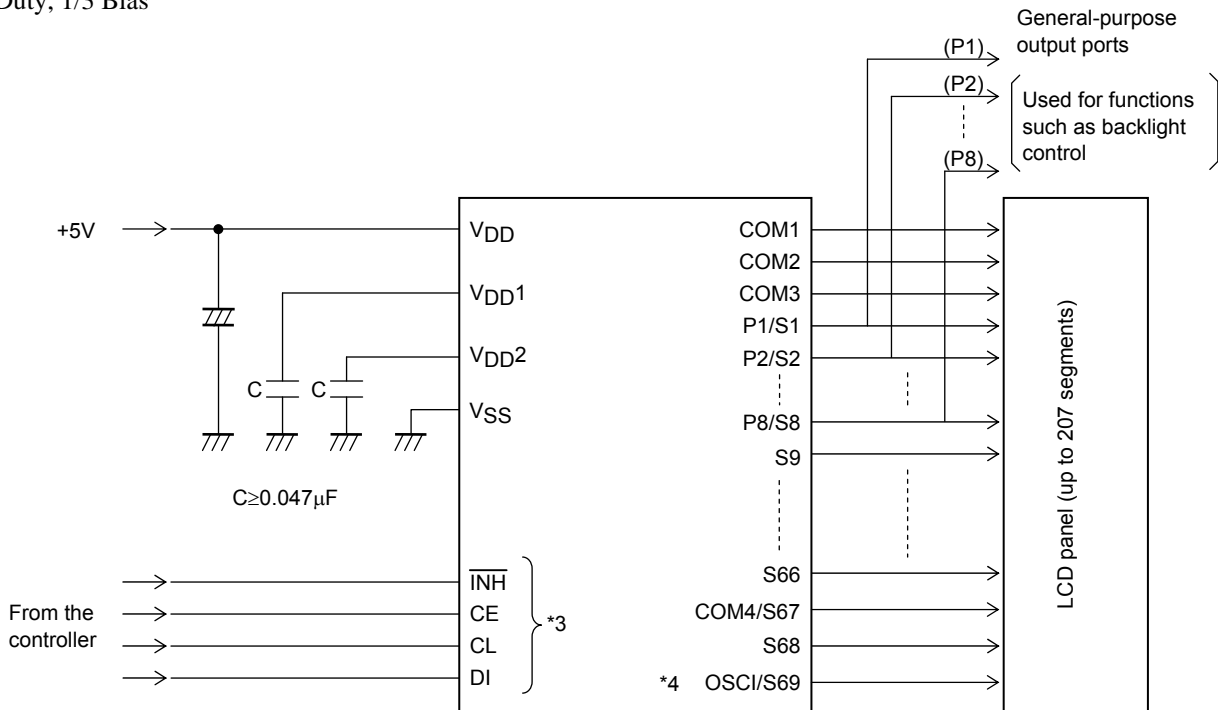 Duty, 1/3 Bias
General-purpose
output ports
(P1)
(P2)
(P8)
Used for functions
such as backlight
control
+5V
VDD
VDD1
VDD2
VSS
C
C
C≥0.047μF
From the
controller
INH
CE
CL
DI
*3
COM1
COM2
COM3
P1/S1
P2/S2
P8/S8
S9
S66
COM4/S67
S68
*4 OSCI/S69
LCD panel (up to 207 segments)